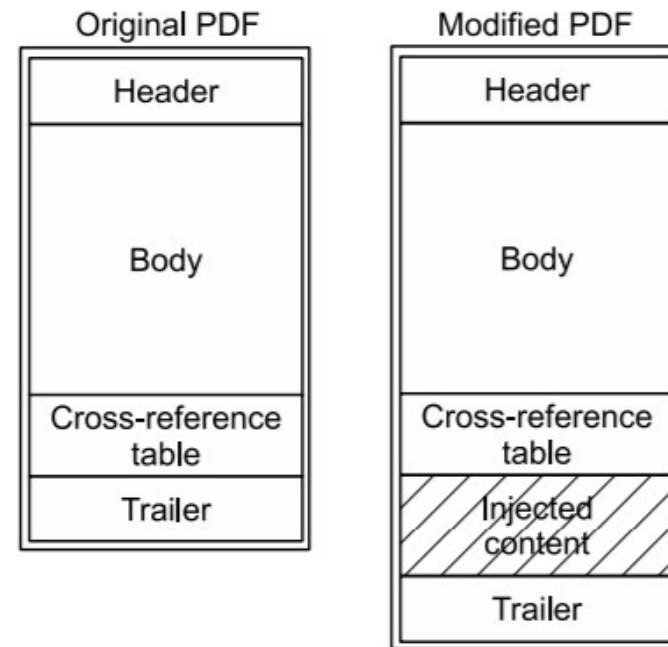 Original PDF
Header
Body
Cross-reference
table
Trailer
Modified PDF
Header
Body
Cross-reference
table
Injected
content
Trailer